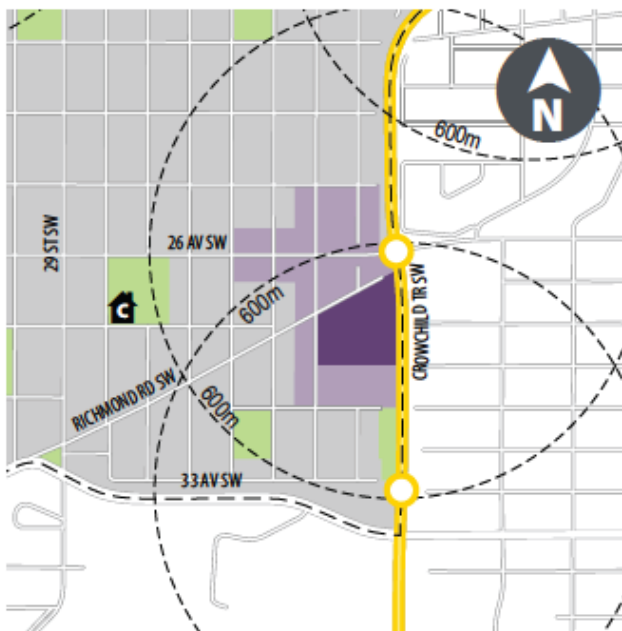 N
600m
29 ST SW
26 AV SW
600m
C
CROWCHILD TR SW
600m
RICHMOND RD SW
33 AV SW